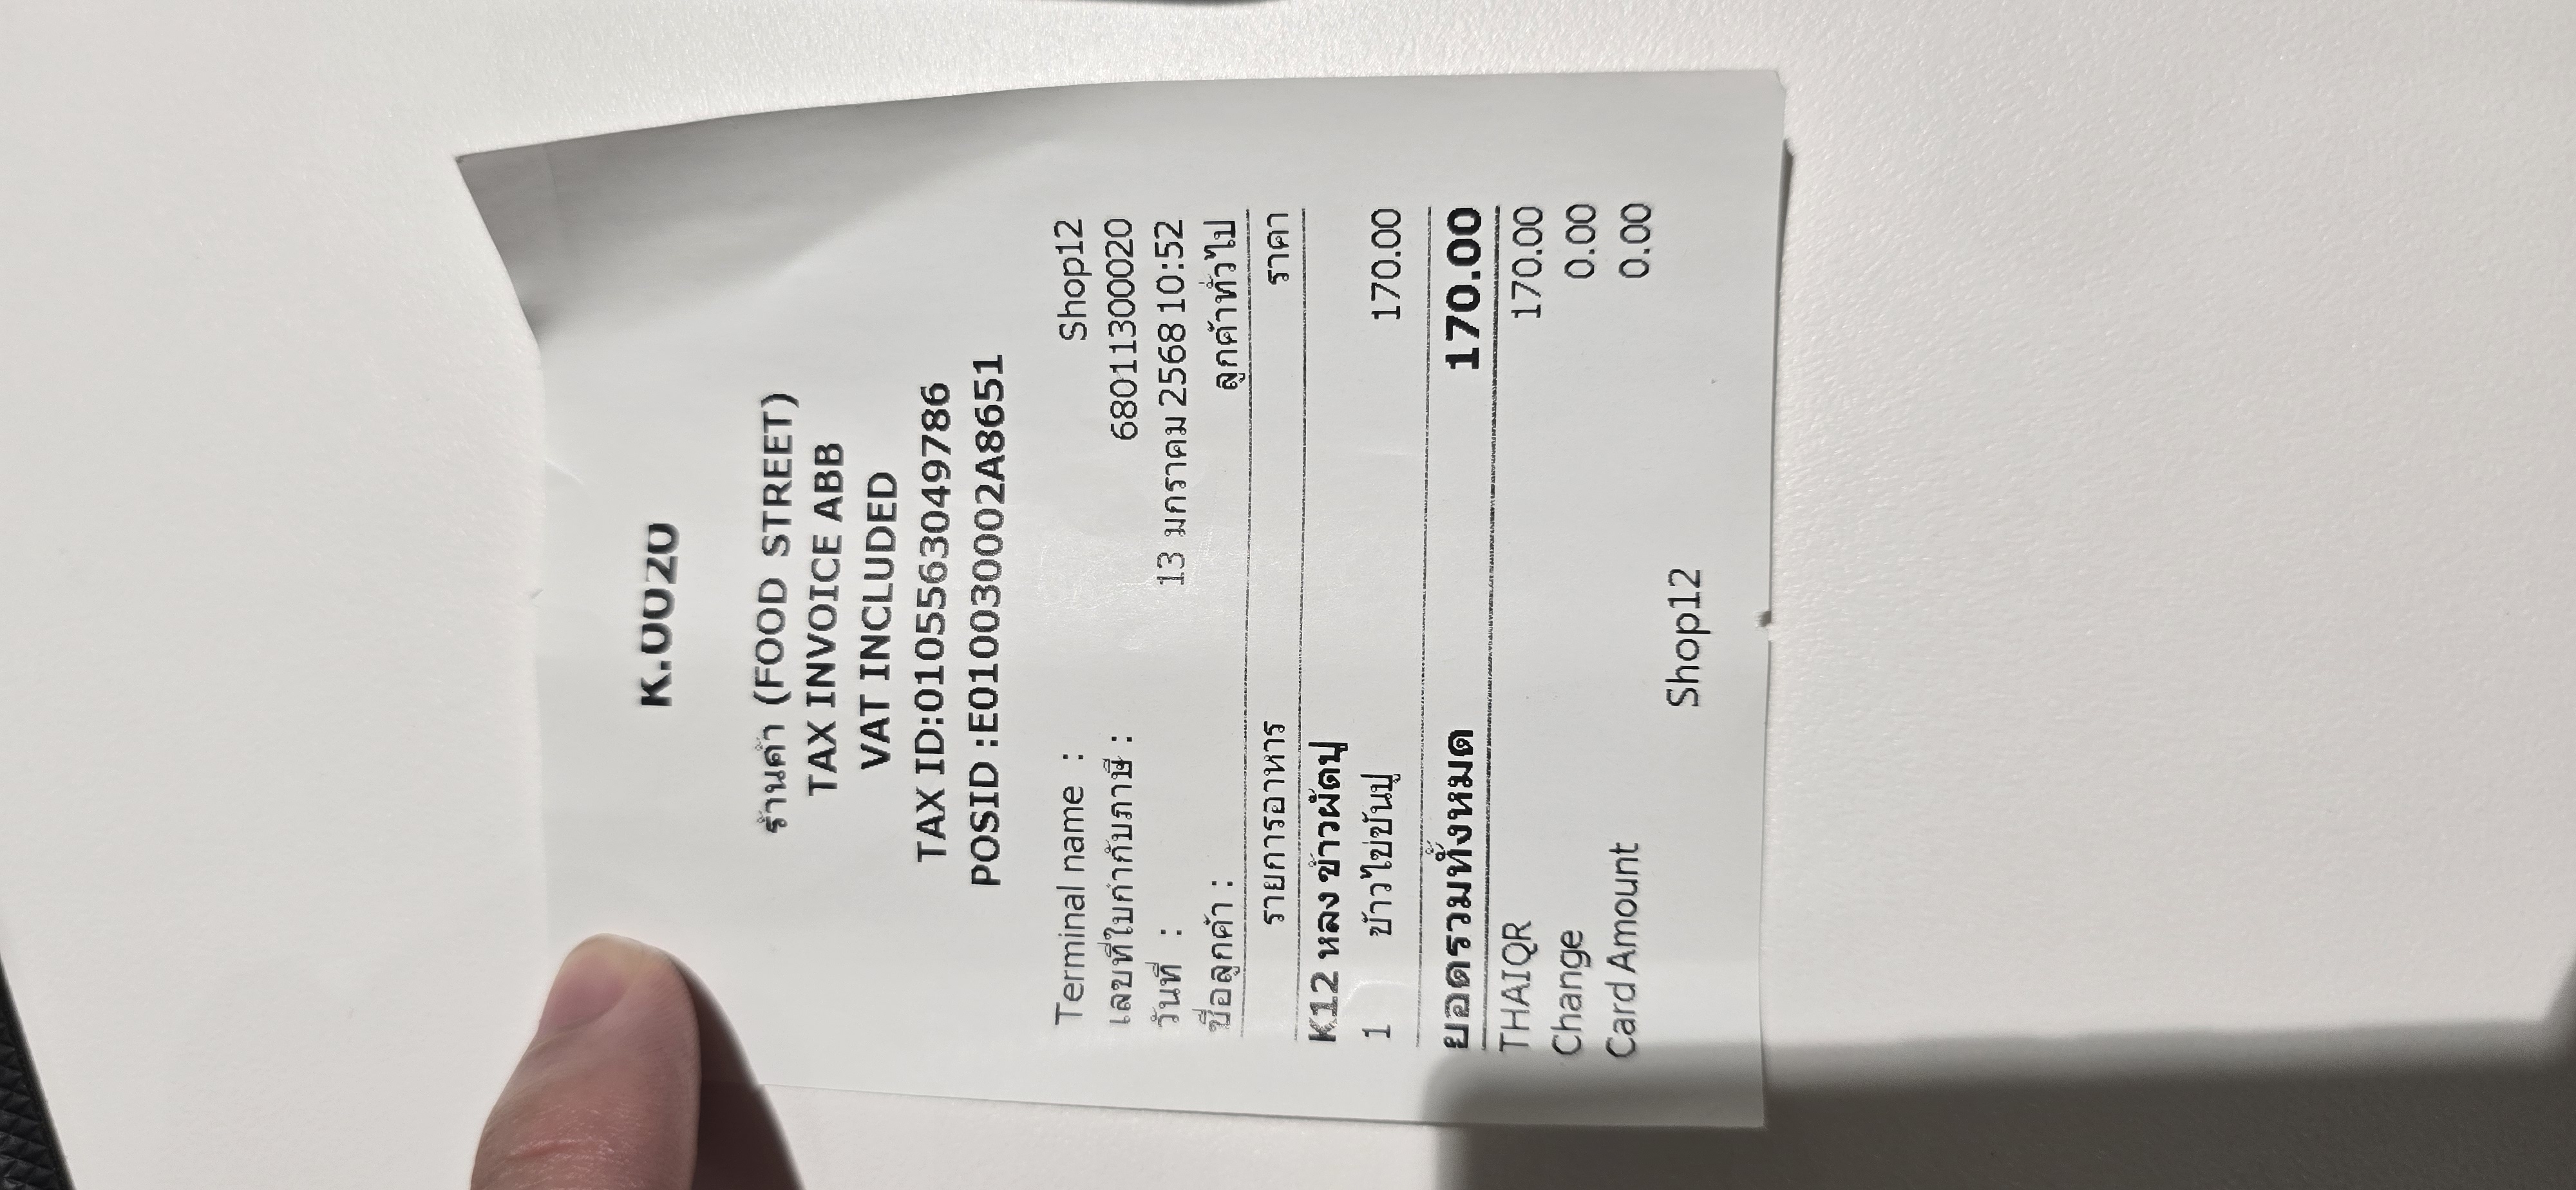 K.0020
ร้านค้า (FOOD STREET)
TAX INVOICE ABB
VAT INCLUDED
TAX ID:0105563049786
POSID :E010030002A8651
Terminal name : Shop12
เลขที่ใบกำกับภาษี : 68011300020
วันที่ : 13 มกราคม 2568 10:52
ชื่อลูกค้า : ลูกค้าทั่วไป
รายการอาหาร ราคา
K12 หลง ข้าวผัดปู
1 ข้าวไข่ข้นปู 170.00
ยอดรวมทั้งหมด 170.00
THAIQR 170.00
Change 0.00
Card Amount 0.00
Shop12